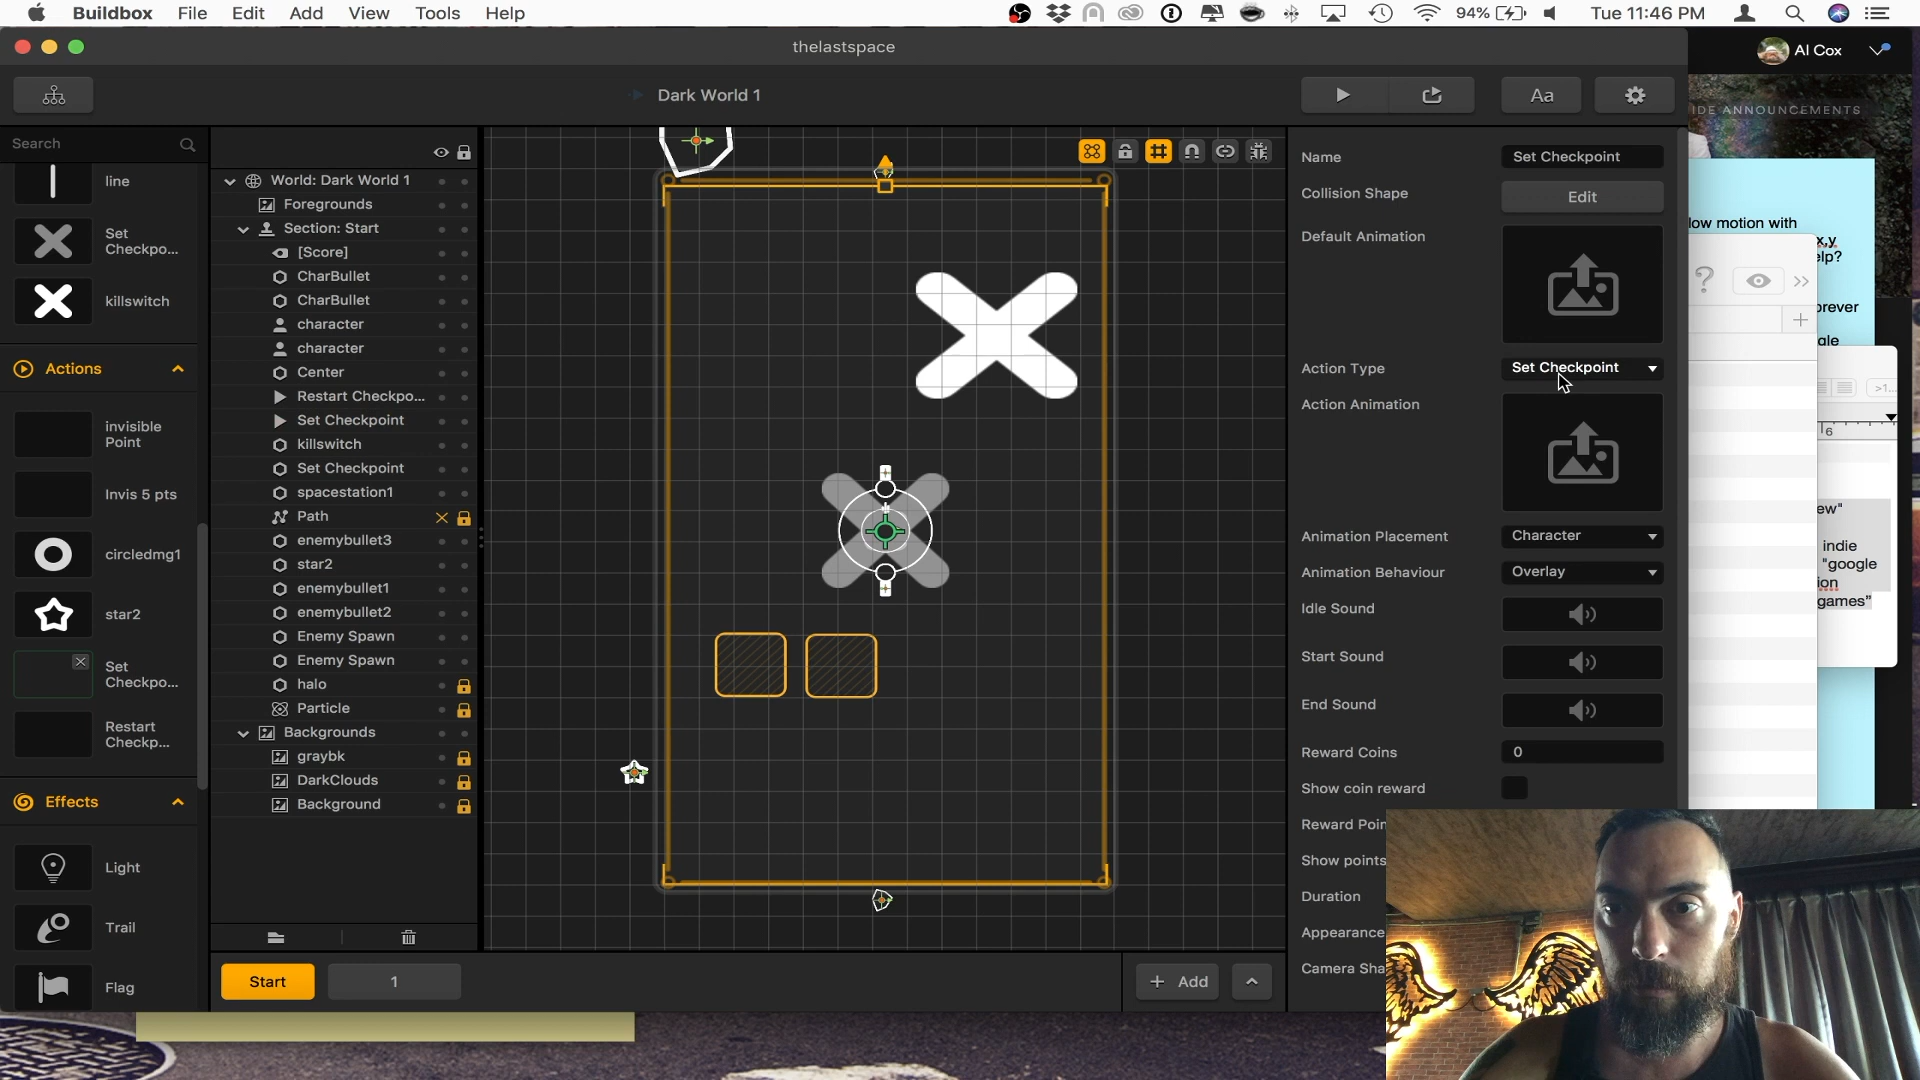 Buildbox File Edit Add View Tools Help
94% Tue 11:46 PM
thelastspace
Al Cox
Dark World 1
Aa
IDE ANNOUNCEMENTS
Search
line
Set
Checkpo...
killswitch
Actions
invisible
Point
Invis 5 pts
circledmg1
star2
Set
Checkpo...
Restart
Checkp...
Effects
Light
Trail
Flag
World: Dark World 1
Foregrounds
Section: Start
[Score]
CharBullet
CharBullet
character
character
Center
Restart Checkpo...
Set Checkpoint
killswitch
Set Checkpoint
spacestation1
Path
enemybullet3
star2
enemybullet1
enemybullet2
Enemy Spawn
Enemy Spawn
halo
Particle
Backgrounds
graybk
DarkClouds
Background
Start
1
+ Add
Name Set Checkpoint
Collision Shape Edit
Default Animation
Action Type Set Checkpoint
Action Animation
Animation Placement Character
Animation Behaviour Overlay
Idle Sound
Start Sound
End Sound
Reward Coins 0
Show coin reward
Reward Poin
Show points
Duration
Appearance
Camera Sha
low motion with
x,y
elp?
orever
gle
>1...
6
ew"
indie
"google
ion
games"